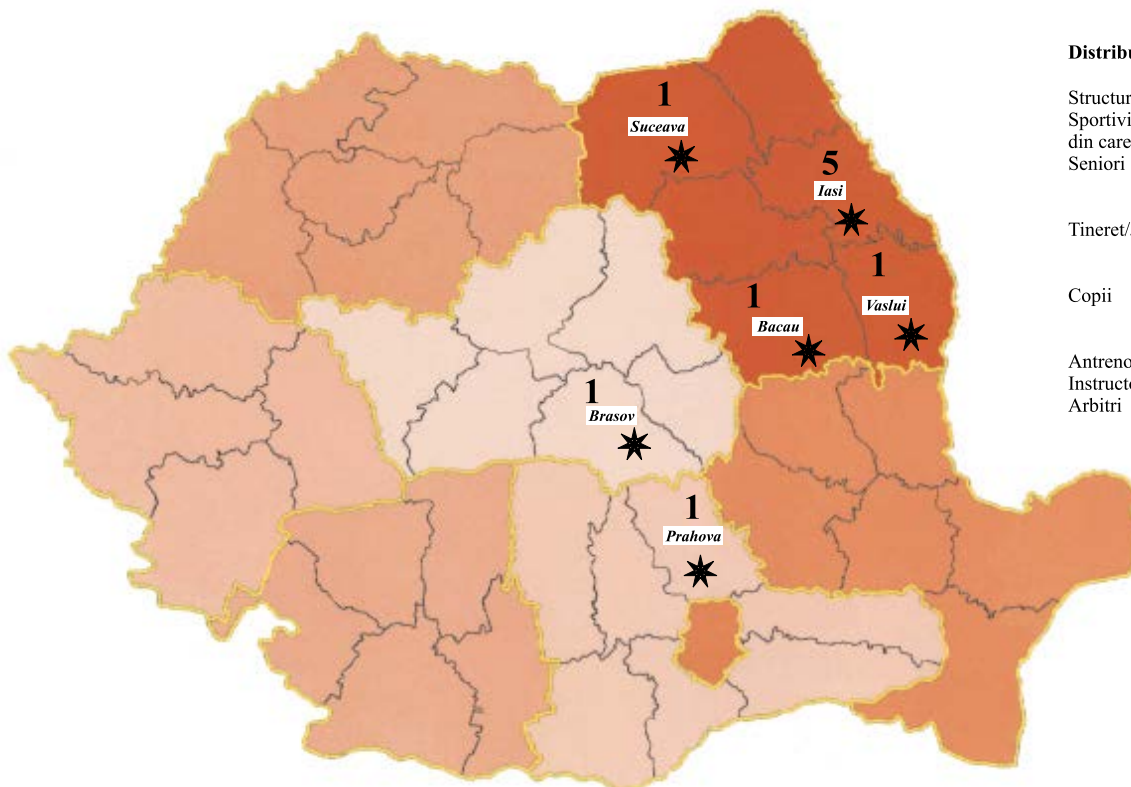 1
Suceava
5
Iasi
1
Vaslui
1
Bacau
1
Brasov
1
Prahova
Distribu
Structur
Sportivi
din care
Seniori
Tineret/
Copii
Antreno
Instructo
Arbitri